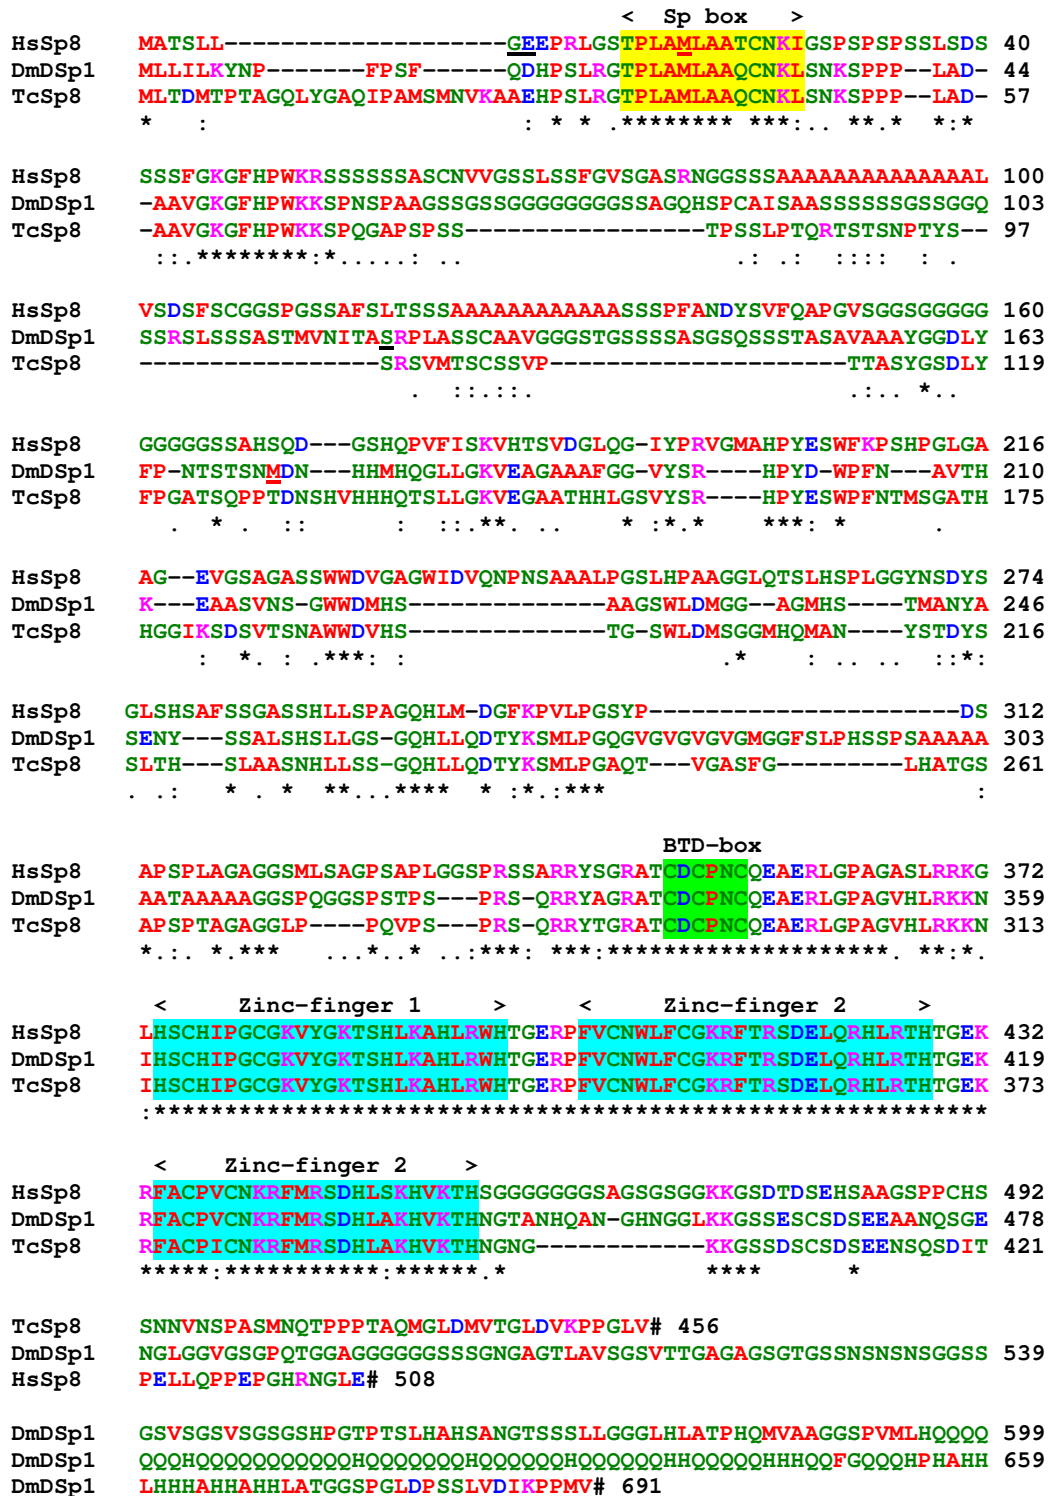 < Sp box >
HsSp8 MATSLL--------------------GEEPRLGSTPLAMLAATCNKIGSPSPSPSSLSDS 40
DmDSp1 MLLILKYNP-------FPSF------QDHPSLRGTPLAMLAAQCNKLSNKSPPP--LAD- 44
TcSp8 MLTDMTPTAGQLYGAQIPAMSMNVKAAEHPSLRGTPLAMLAAQCNKLSNKSPPP--LAD- 57
* : : * * .******** ***:.. **.* *:*
HsSp8 SSSFGKGFHPWKRSSSSSSASCNVVGSSLSSFGVSGASRNGGSSSAAAAAAAAAAAAAAL 100
DmDSp1 -AAVGKGFHPWKKSPNSPAAGSSGSSGGGGGGGGSSAGQHSPCAISAASSSSSSGSSGGQ 103
TcSp8 -AAVGKGFHPWKKSPQGAPSPSS-----------------TPSSLPTQRTSTSNPTYS-- 97
::.********:*.....: .. .: .: :::: : .
HsSp8 VSDSFSCGGSPGSSAFSLTSSSAAAAAAAAAAAASSSPFANDYSVFQAPGVSGGSGGGGG 160
DmDSp1 SSRSLSSSASTMVNITASRPLASSCAAVGGGSTGSSSSASGSQSSSTASAVAAAYGGDLY 163
TcSp8 -----------------SRSVMTSCSSVP---------------------TTASYGSDLY 119
. ::.::. .:.. *..
HsSp8 GGGGGSSAHSQD---GSHQPVFISKVHTSVDGLQG-IYPRVGMAHPYESWFKPSHPGLGA 216
DmDSp1 FP-NTSTSNMDN---HHMHQGLLGKVEAGAAAFGG-VYSR----HPYD-WPFN---AVTH 210
TcSp8 FPGATSQPPTDNSHVHHHQTSLLGKVEGAATHHLGSVYSR----HPYESWPFNTMSGATH 175
. * . :: : ::.**. .. * :*.* ***: * .
HsSp8 AG--EVGSAGASSWWDVGAGWIDVQNPNSAAALPGSLHPAAGGLQTSLHSPLGGYNSDYS 274
DmDSp1 K---EAASVNS-GWWDMHS--------------AAGSWLDMGG--AGMHS----TMANYA 246
TcSp8 HGGIKSDSVTSNAWWDVHS--------------TG-SWLDMSGGMHQMAN----YSTDYS 216
: *. : .***: : .* : .. . ::*:
HsSp8 GLSHSAFSSGASSHLLSPAGQHLM-DGFKPVLPGSYP----------------------DS 312
DmDSp1 SENY---SSALSHSLLGS-GQHLLQDTYKSMLPGQGVGVGVGVGMGGFSLPHSSPSAAAAA 303
TcSp8 SLTH---SLAASNHLLSS-GQHLLQDTYKSMLPGAQT---VGASFG---------LHATGS 261
. .: * . * **...**** * :*.:*** :
BTD-box
HsSp8 APSPLAGAGGSMLSAGPSAPLGGSPRSSARRYSGRATCDCPNCQEAERLGPAGASLRRKG 372
DmDSp1 AATAAAAAGGSPQGGSPSTPS---PRS-QRRYAGRATCDCPNCQEAERLGPAGVHLRKKN 359
TcSp8 APSPTAGAGGLP----PQVPS---PRS-QRRYTGRATCDCPNCQEAERLGPAGVHLRKKN 313
*.:. *.*** ...*.* ..:*** ***:********************. **:*.
< Zinc-finger 1 > < Zinc-finger 2 >
HsSp8 LHSCHIPGCGKVYGKTSHLKAHLRWHTGERPFVCNWLFCGKRFTRSDELQRHLRTHTGEK 432
DmDSp1 IHSCHIPGCGKVYGKTSHLKAHLRWHTGERPFVCNWLFCGKRFTRSDELQRHLRTHTGEK 419
TcSp8 IHSCHIPGCGKVYGKTSHLKAHLRWHTGERPFVCNWLFCGKRFTRSDELQRHLRTHTGEK 373
:***********************************************************
< Zinc-finger 2 >
HsSp8 RFACPVCNKRFMRSDHLSKHVKTHSGGGGGGGSAGSGSGGKKGSDTDSEHSAAGSPPCHS 492
DmDSp1 RFACPVCNKRFMRSDHLAKHVKTHNGTANHQAN-GHNGGLKKGSSESCSDSEEAANQSGE 478
TcSp8 RFACPICNKRFMRSDHLAKHVKTHNGNG------------KKGSSDSCSDSEENSQSDIT 421
*****:***********:******.* **** *
TcSp8 SNNVNSPASMNQTPPPTAQMGLDMVTGLDVKPPGLV# 456
DmDSp1 NGLGGVGSGPQTGGAGGGGGGSSSGNGAGTLAVSGSVTTGAGAGSGTGSSNSNSNSGGSS 539
HsSp8 PELLQPPEPGHRNGLE# 508
DmDSp1 GSVSGSVSGSGSGSHPGTPTSLHAHSANGTSSSLLGGGLHLATPHQMVAAGGSPVMLHQQQQ 599
DmDSp1 QQQHQQQQQQQQQQQHQQQQQQHQQQQQQHQQQQQQHHQQQQQHHHQQFGQQQHPHAHH 659
DmDSp1 LHHHAHHAHHLATGGSPGLDPSSLVDIKPPMV# 691